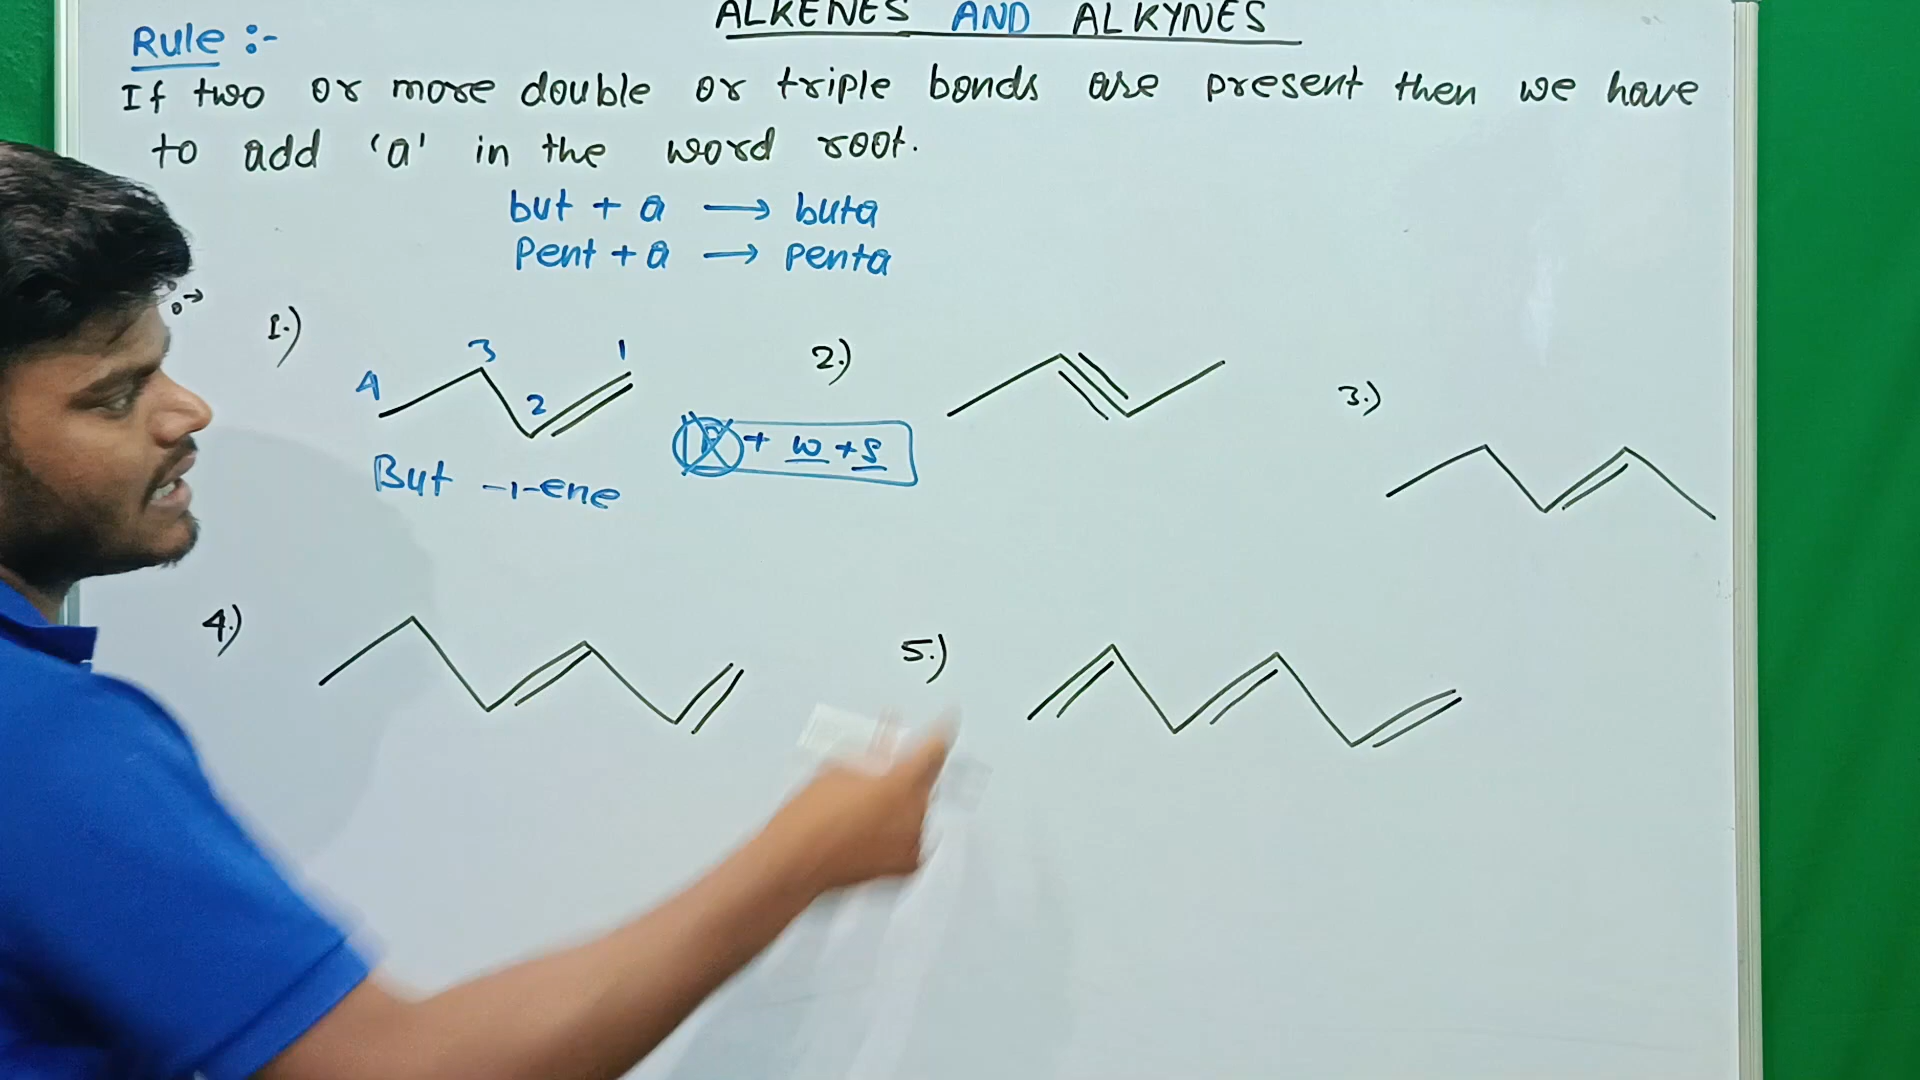 ALKENES AND ALKYNES
Rule :-
If two or more double or triple bonds are present then we have
to add 'a' in the word root.
but + a → buta
Pent + a → penta
1.)
4 3 2 1
But -1-ene
+ w + s
2.)
3.)
4.)
5.)